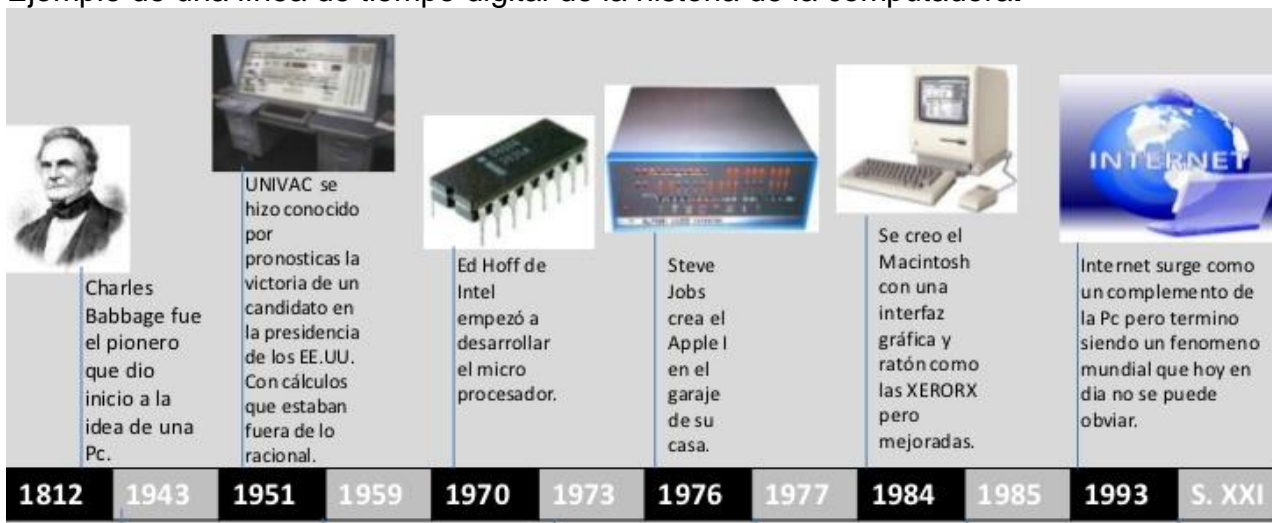 Ejemplo de una línea de tiempo digital de la historia de la computadora.
Charles
Babbage fue
el pionero
que dio
inicio a la
idea de una
Pc.
UNIVAC se
hizo conocido
por
pronosticas la
victoria de un
candidato en
la presidencia
de los EE.UU.
Con cálculos
que estaban
fuera de lo
racional.
Ed Hoff de
Intel
empezó a
desarrollar
el micro
procesador.
Steve
Jobs
crea el
Apple I
en el
garaje
de su
casa.
Se creo el
Macintosh
con una
interfaz
gráfica y
ratón como
las XERORX
pero
mejoradas.
INTERNET
Internet surge como
un complemento de
la Pc pero termino
siendo un fenomeno
mundial que hoy en
dia no se puede
obviar.
1812 1943 1951 1959 1970 1973 1976 1977 1984 1985 1993 S. XXI